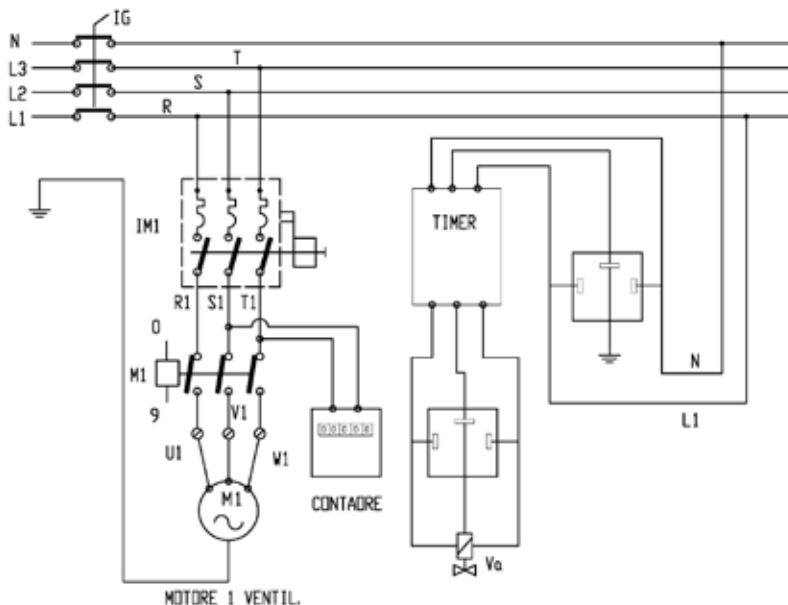 IG
N
L3
T
L2
S
L1
R
IM1
TIMER
R1
S1
T1
0
M1
9
V1
U1
W1
M1
N
L1
CONTAORE
Va
MOTORE 1 VENTIL.